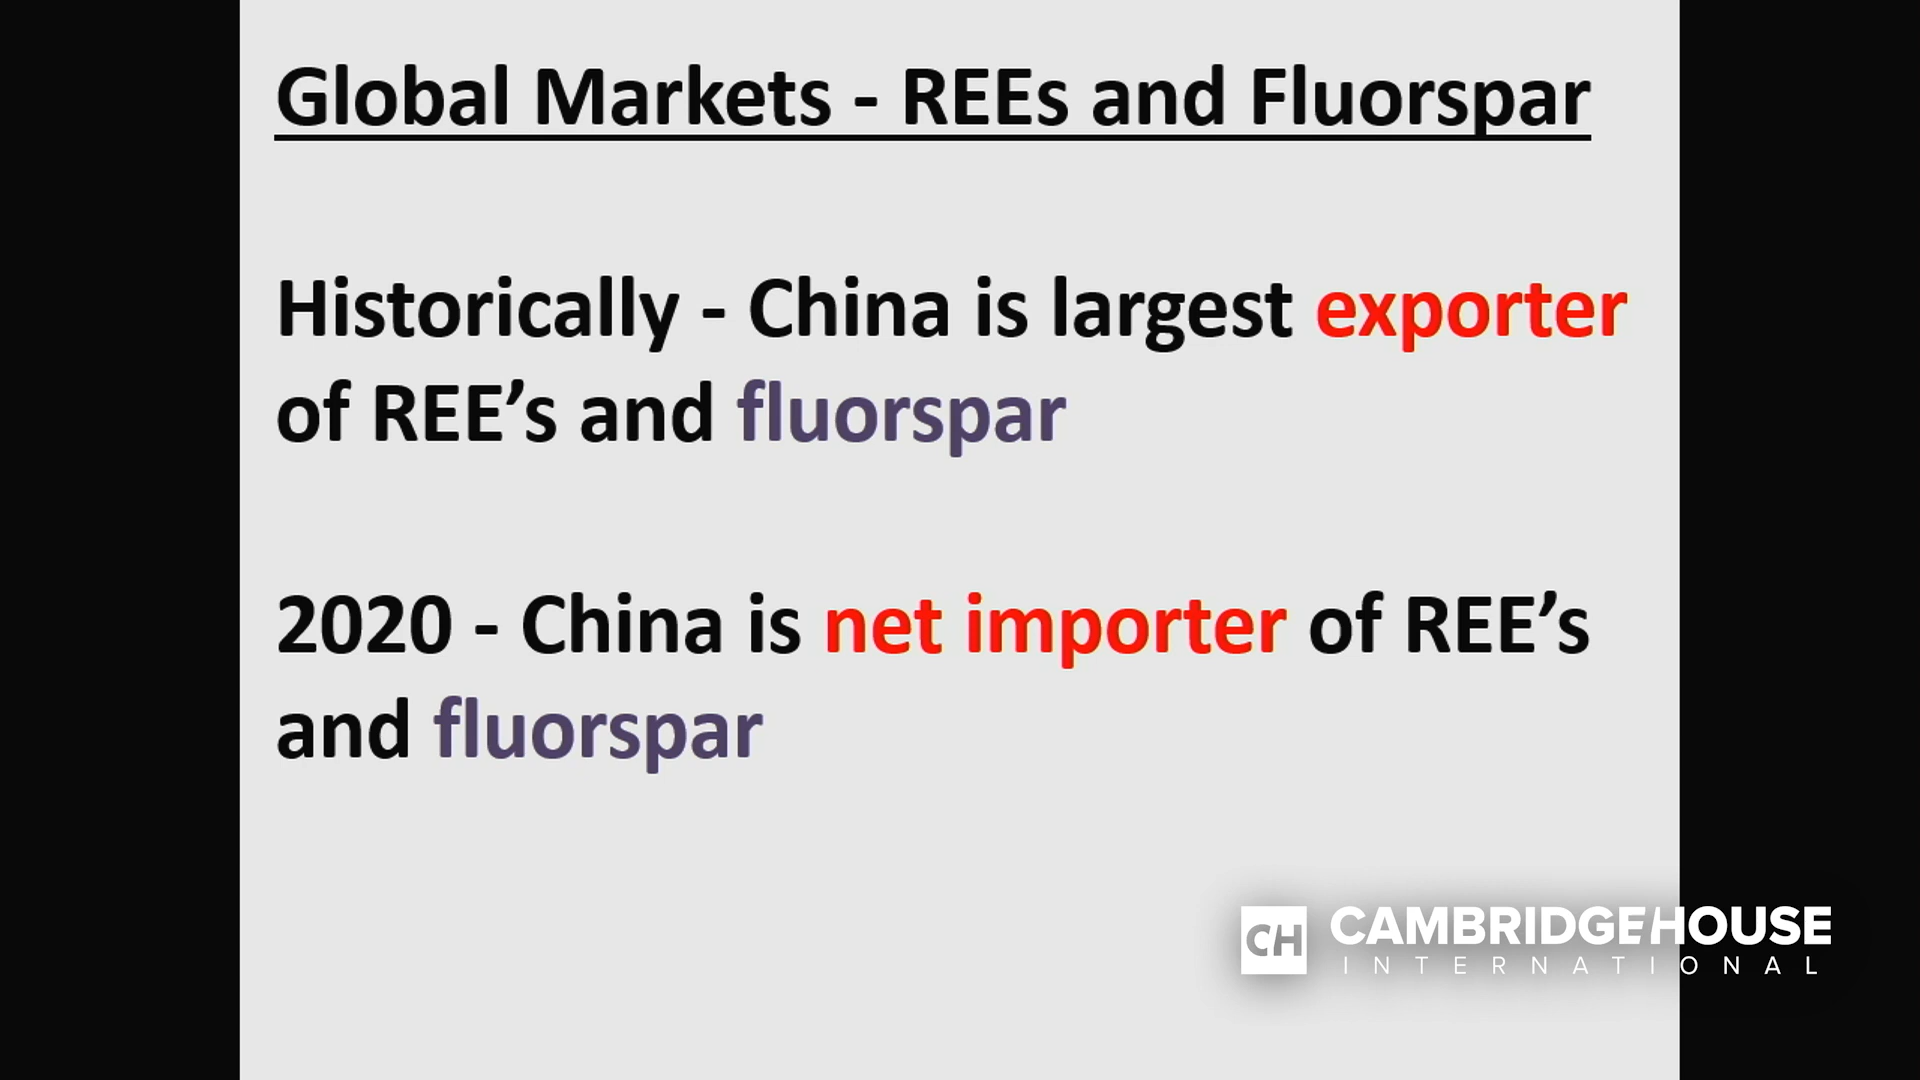 Global Markets - REEs and Fluorspar
Historically - China is largest exporter
of REE’s and fluorspar
2020 - China is net importer of REE’s
and fluorspar
CH CAMBRIDGEHOUSE
INTERNATIONAL